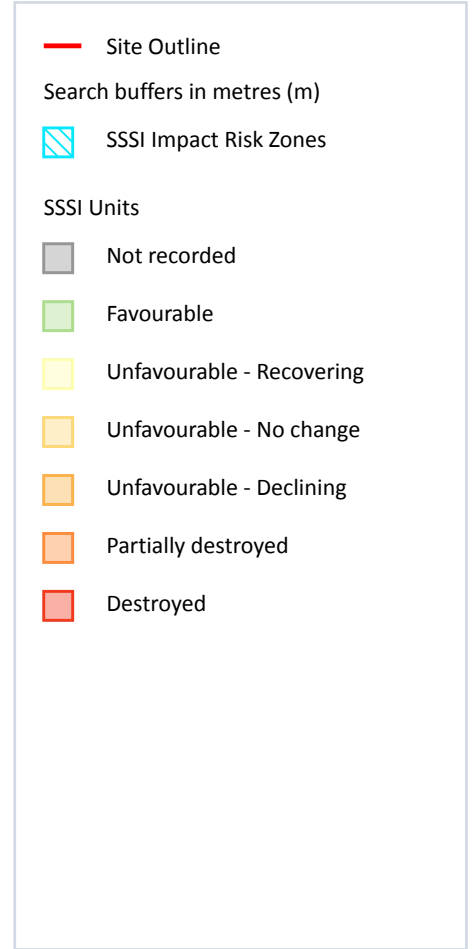 Site Outline
Search buffers in metres (m)
SSSI Impact Risk Zones
SSSI Units
Not recorded
Favourable
Unfavourable - Recovering
Unfavourable - No change
Unfavourable - Declining
Partially destroyed
Destroyed